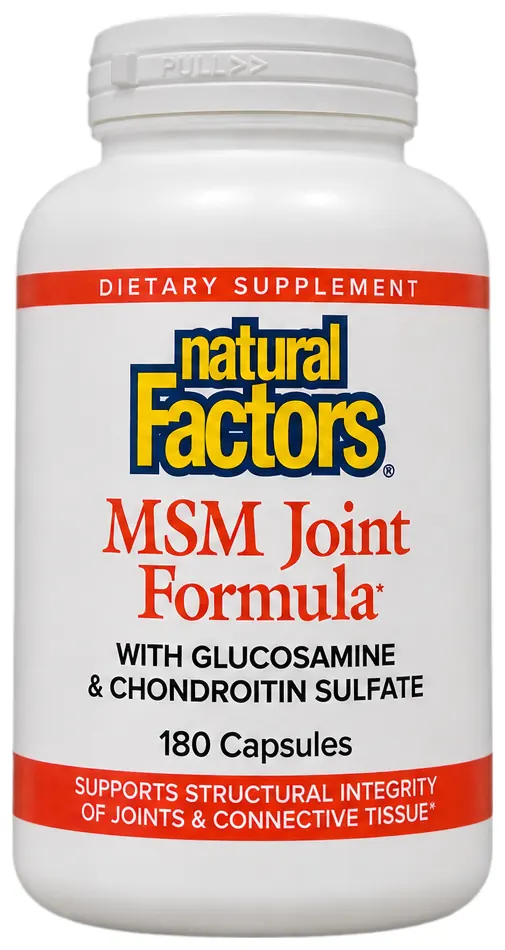 PULL>>
DIETARY SUPPLEMENT
natural
Factors®
MSM Joint
Formula*
WITH GLUCOSAMINE
& CHONDROITIN SULFATE
180 Capsules
SUPPORTS STRUCTURAL INTEGRITY
OF JOINTS & CONNECTIVE TISSUE*